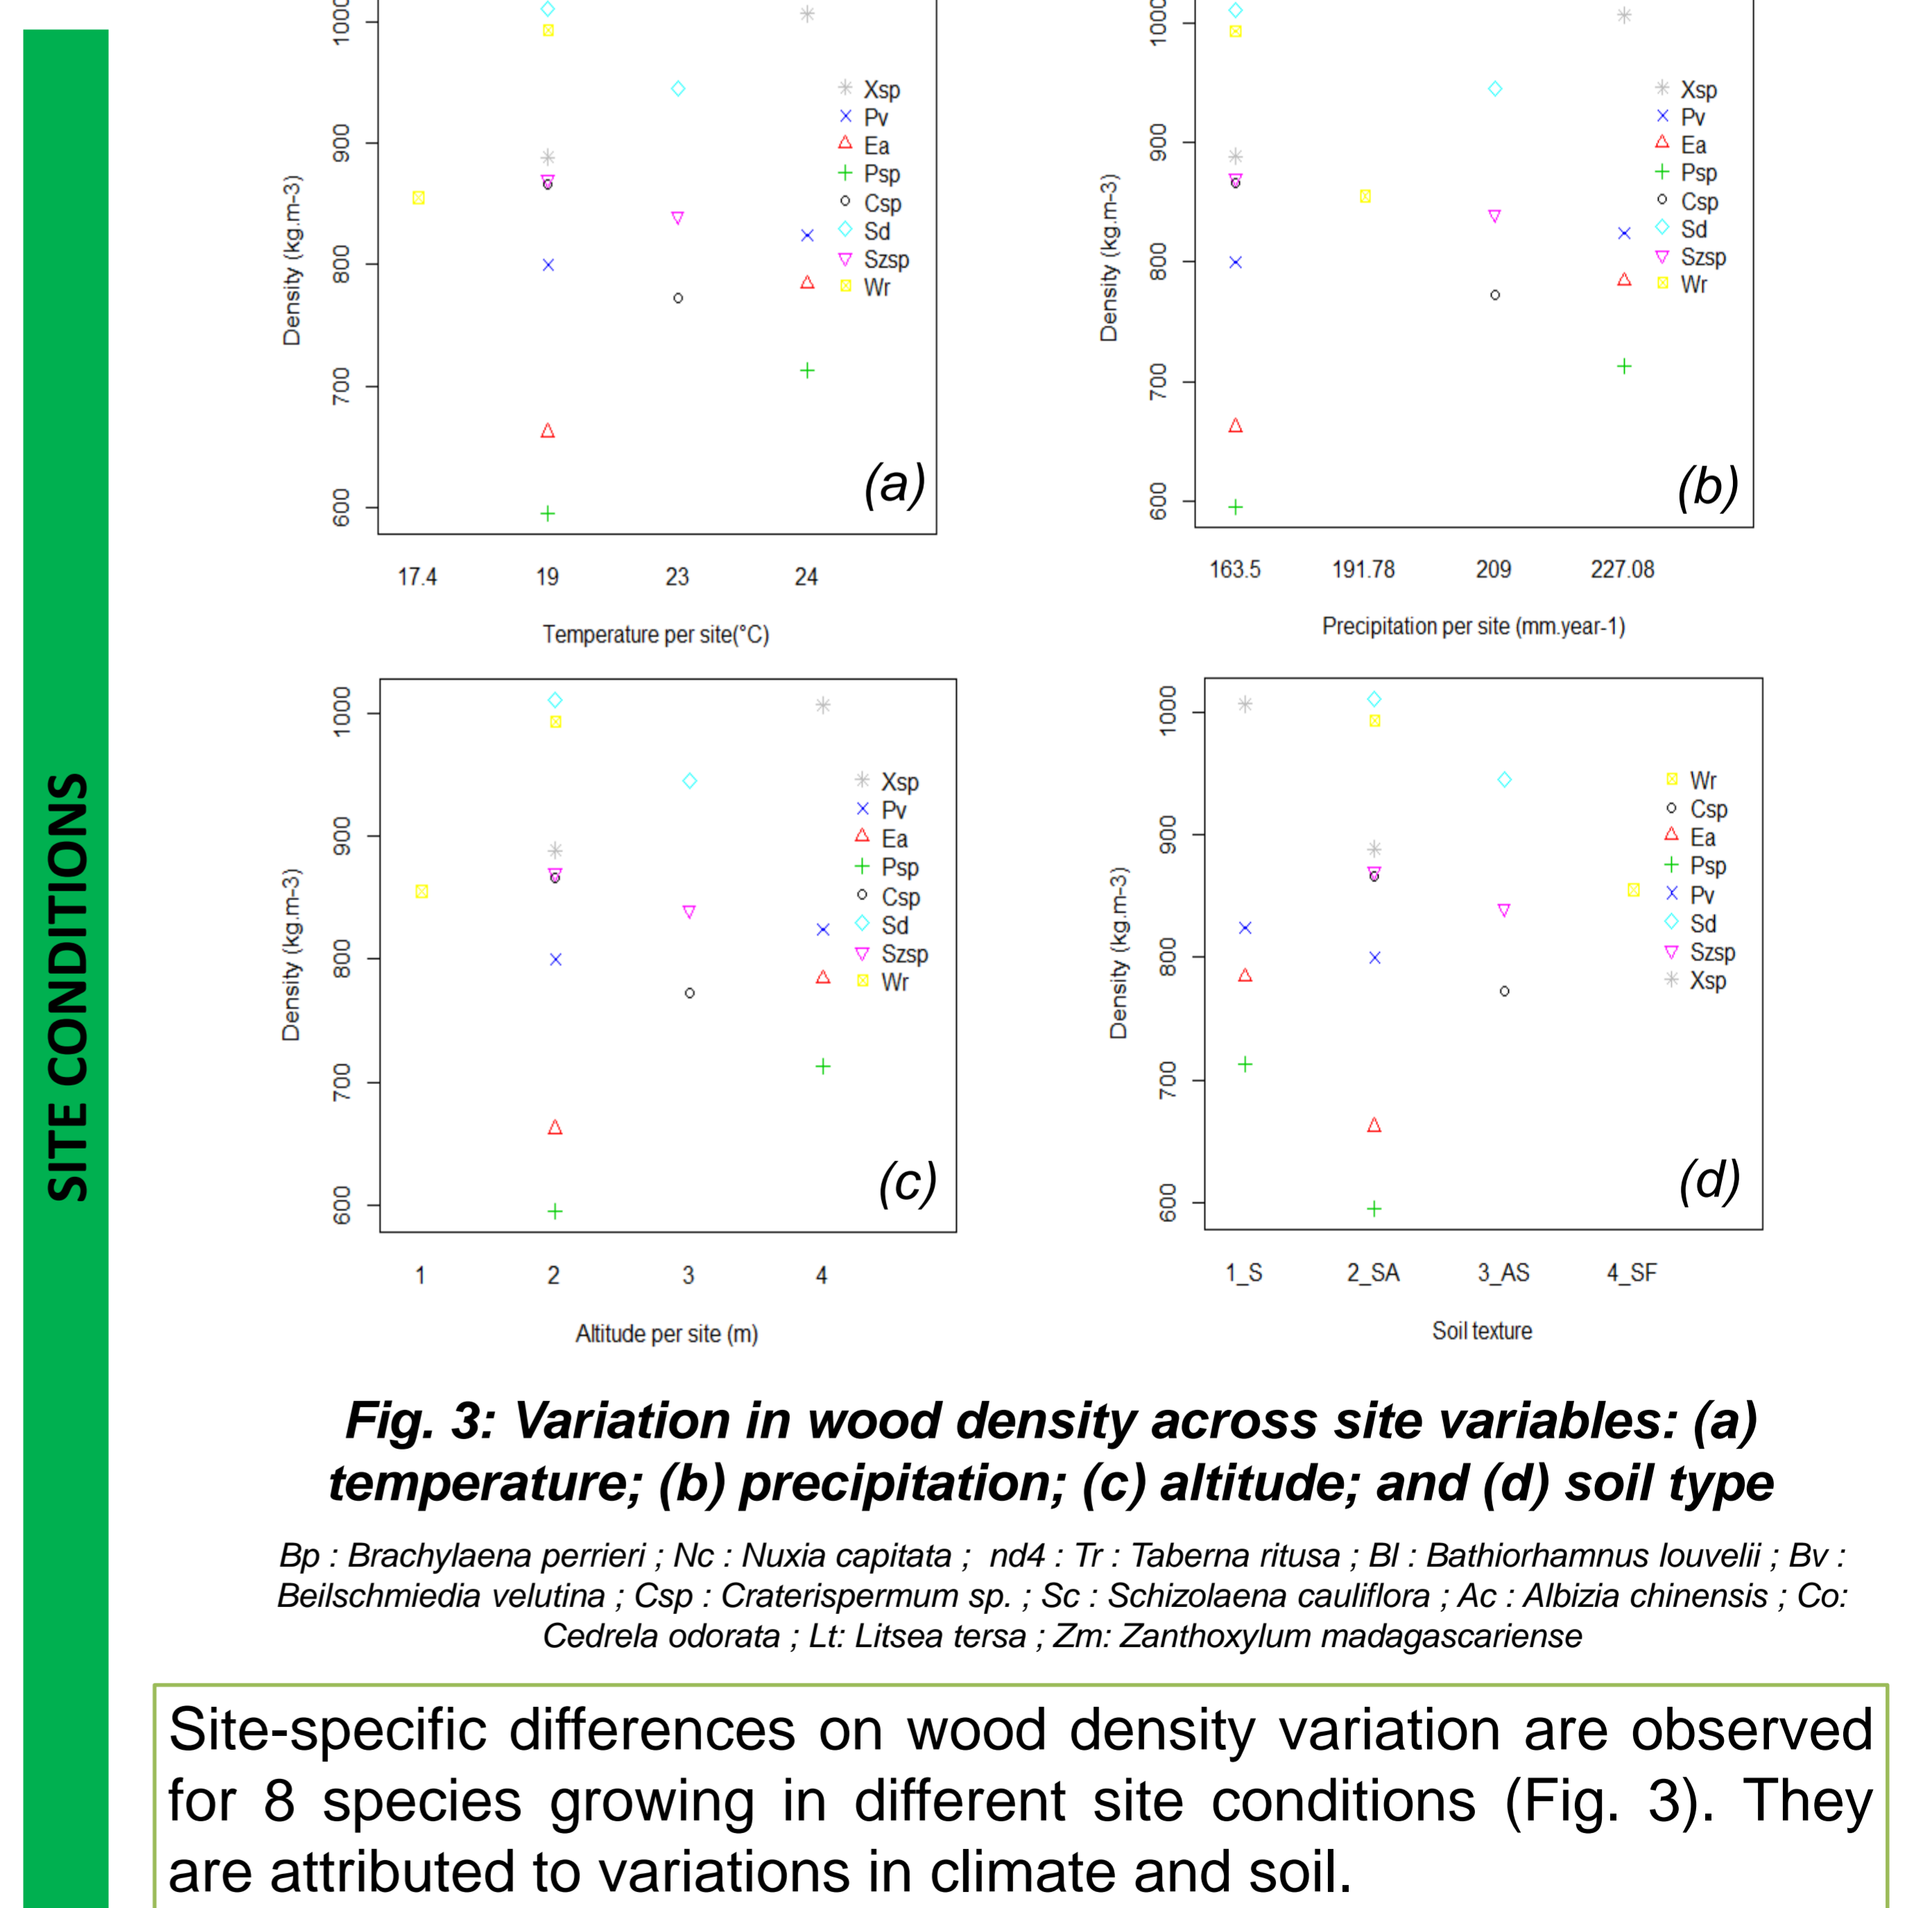 SITE CONDITIONS
1000
900
800
700
600
Density (kg.m-3)
Xsp
Pv
Ea
Psp
Csp
Sd
Szsp
Wr
(a)
17.4 19 23 24
Temperature per site(°C)
1000
900
800
700
600
Density (kg.m-3)
Xsp
Pv
Ea
Psp
Csp
Sd
Szsp
Wr
(b)
163.5 191.78 209 227.08
Precipitation per site (mm.year-1)
1000
900
800
700
600
Density (kg.m-3)
Xsp
Pv
Ea
Psp
Csp
Sd
Szsp
Wr
(c)
1 2 3 4
Altitude per site (m)
1000
900
800
700
600
Density (kg.m-3)
Wr
Csp
Ea
Psp
Pv
Sd
Szsp
Xsp
(d)
1_S 2_SA 3_AS 4_SF
Soil texture
Fig. 3: Variation in wood density across site variables: (a)
temperature; (b) precipitation; (c) altitude; and (d) soil type
Bp : Brachylaena perrieri ; Nc : Nuxia capitata ; nd4 : Tr : Taberna ritusa ; Bl : Bathiorhamnus louvelii ; Bv :
Beilschmiedia velutina ; Csp : Craterispermum sp. ; Sc : Schizolaena cauliflora ; Ac : Albizia chinensis ; Co:
Cedrela odorata ; Lt: Litsea tersa ; Zm: Zanthoxylum madagascariense
Site-specific differences on wood density variation are observed
for 8 species growing in different site conditions (Fig. 3). They
are attributed to variations in climate and soil.